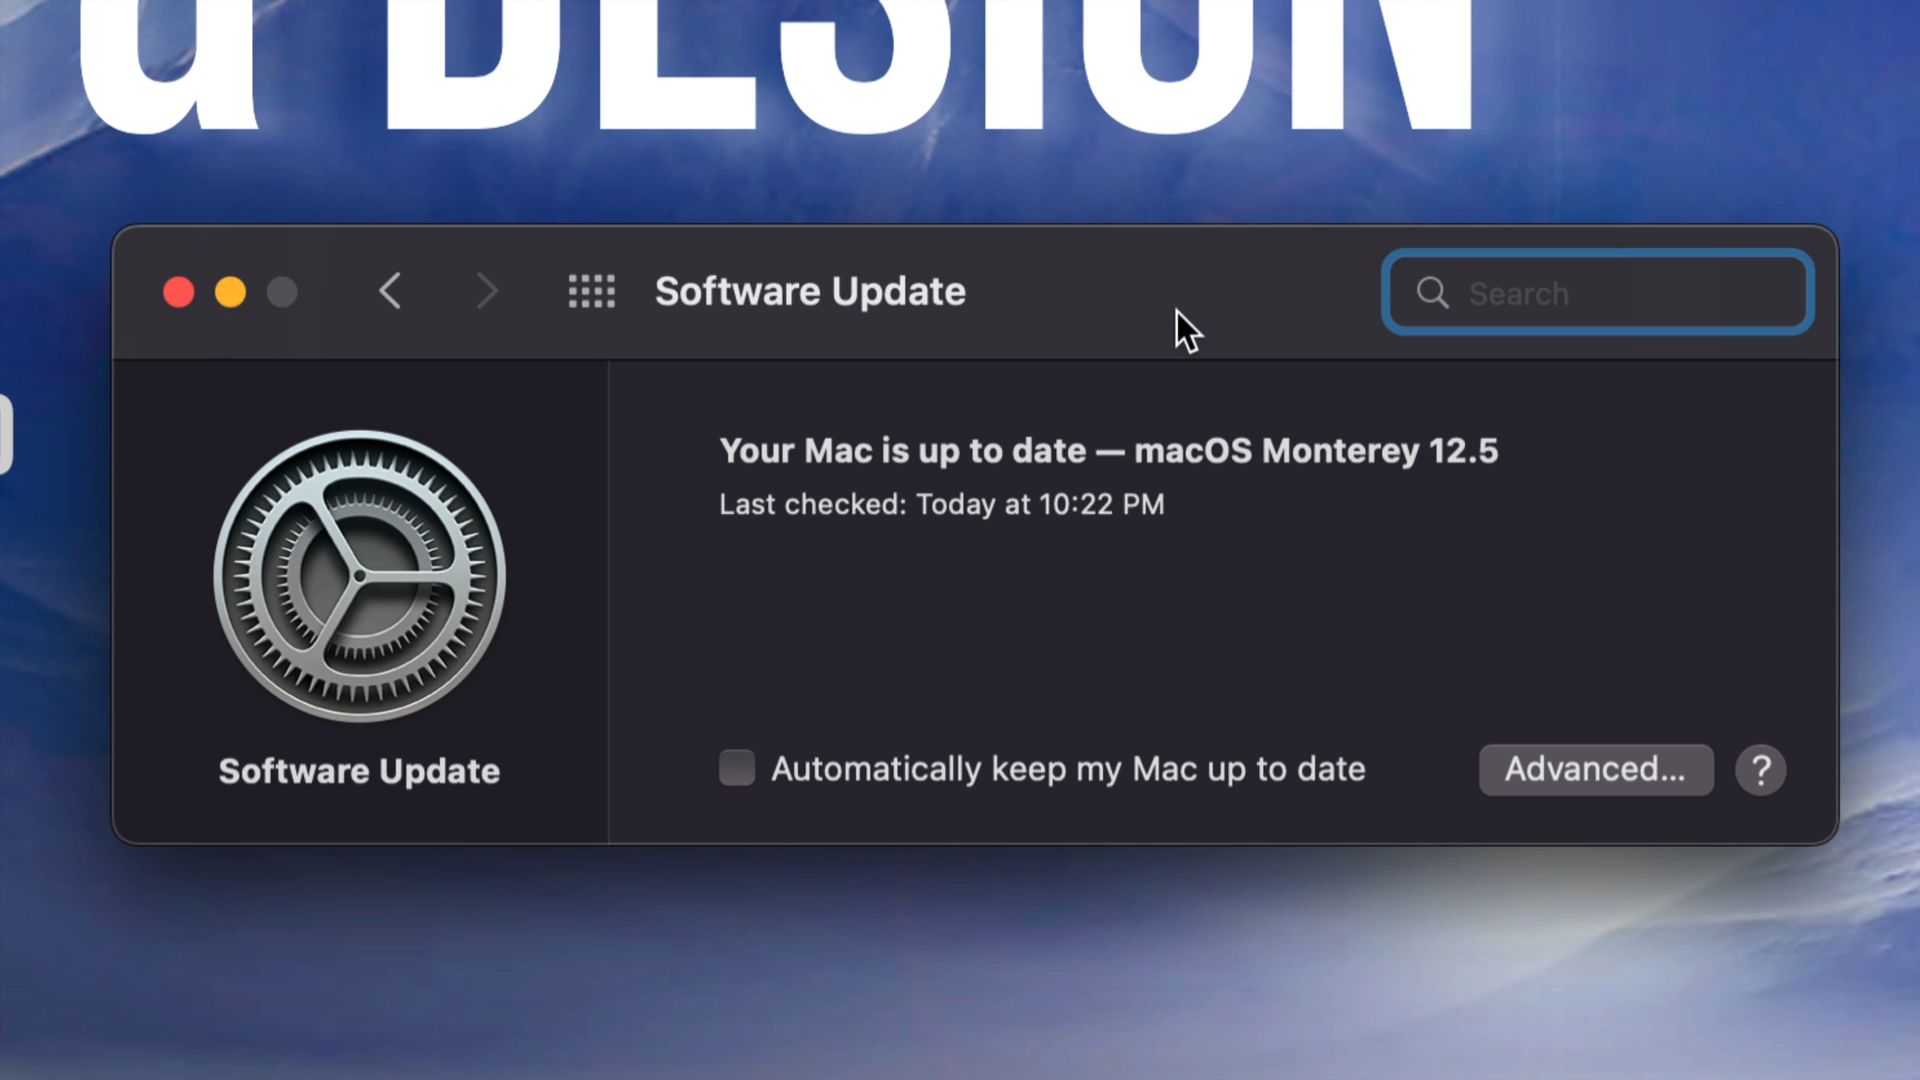 & DESIGN
Software Update
Search
Your Mac is up to date — macOS Monterey 12.5
Last checked: Today at 10:22 PM
Software Update
Automatically keep my Mac up to date
Advanced...
?